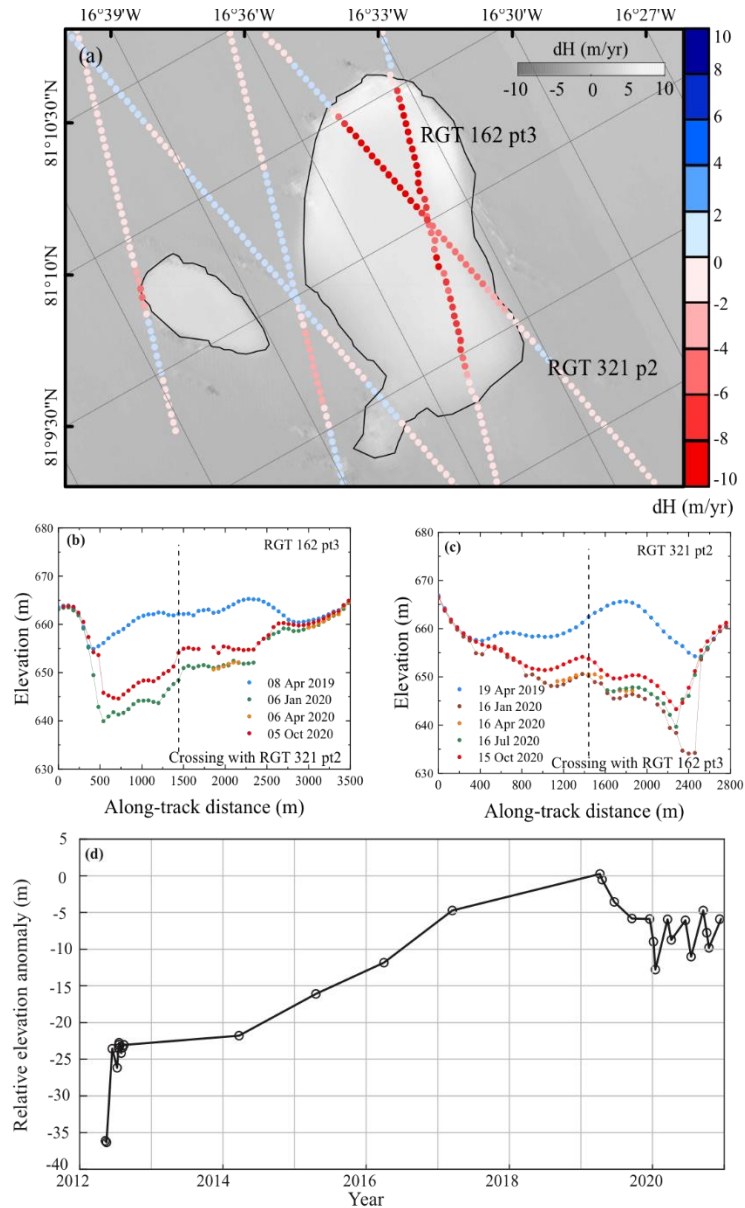 16°39'W 16°36'W 16°33'W 16°30'W 16°27'W
(a)
dH (m/yr)
-10 0 5 10
81°10'30"N
81°10'N
81°9'30"N
RGT 162 pt3
RGT 321 p2
10
8
6
4
2
0
-2
-4
-6
-8
-10
dH (m/yr)
(b)
RGT 162 pt3
680
670
660
650
640
630
Elevation (m)
08 Apr 2019
06 Jan 2020
06 Apr 2020
05 Oct 2020
Crossing with RGT 321 pt2
0 500 1000 1500 2000 2500 3000 3500
Along-track distance (m)
(c)
RGT 321 pt2
680
670
660
650
640
630
Elevation (m)
19 Apr 2019
16 Jan 2020
16 Apr 2020
16 Jul 2020
15 Oct 2020
Crossing with RGT 162 pt3
0 400 800 1200 1600 2000 2400 2800
Along-track distance (m)
(d)
5
0
-5
-10
-15
-20
-25
-30
-35
-40
Relative elevation anomaly (m)
2012 2014 2016 2018 2020
Year